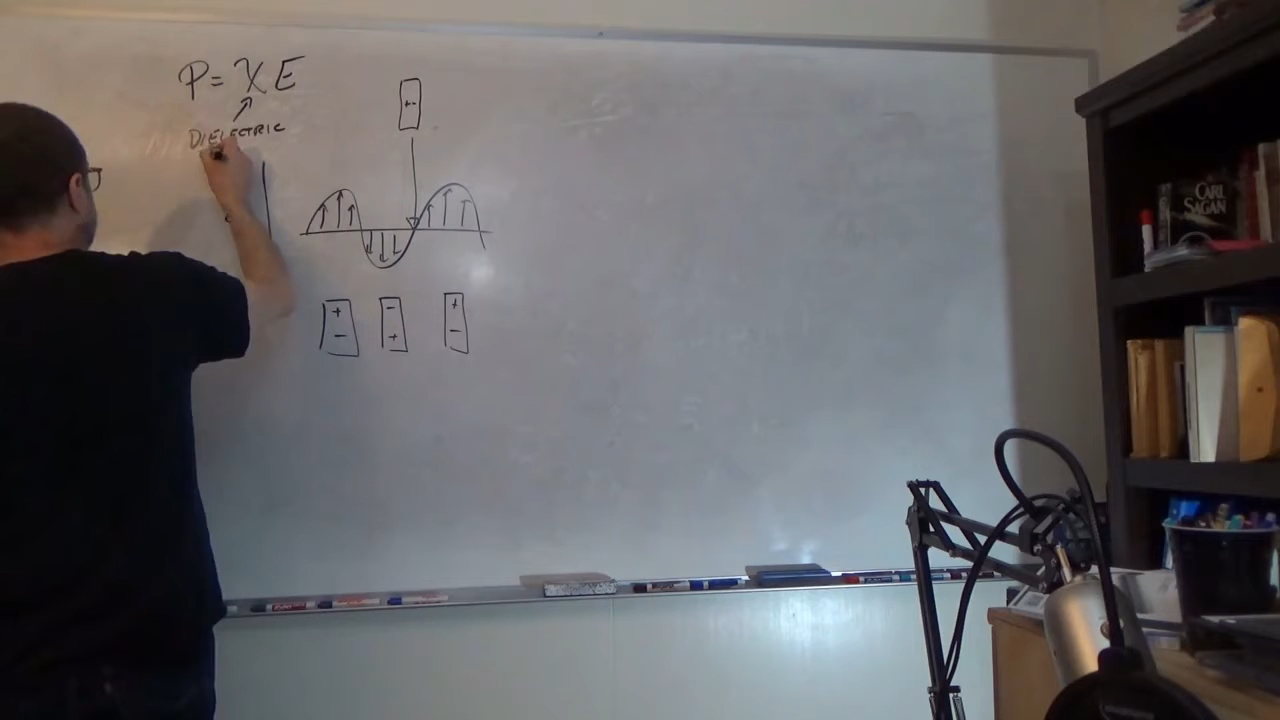 P = χ E
DIELECTRIC
+ -
+
-
-
+
+
-
CARL
SAGAN